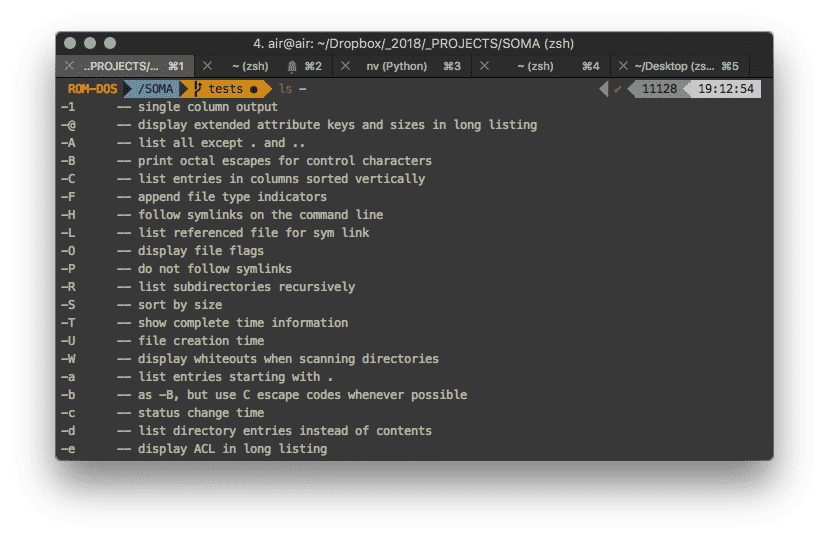 4. air@air: ~/Dropbox/_2018/_PROJECTS/SOMA (zsh)
..PROJECTS/... ⌘1 ~ (zsh) ⌘2 nv (Python) ⌘3 ~ (zsh) ⌘4 ~/Desktop (zs... ⌘5
ROM-DOS /SOMA tests ● ls - ✔ 11128 19:12:54
-1 -- single column output
-@ -- display extended attribute keys and sizes in long listing
-A -- list all except . and ..
-B -- print octal escapes for control characters
-C -- list entries in columns sorted vertically
-F -- append file type indicators
-H -- follow symlinks on the command line
-L -- list referenced file for sym link
-O -- display file flags
-P -- do not follow symlinks
-R -- list subdirectories recursively
-S -- sort by size
-T -- show complete time information
-U -- file creation time
-W -- display whiteouts when scanning directories
-a -- list entries starting with .
-b -- as -B, but use C escape codes whenever possible
-c -- status change time
-d -- list directory entries instead of contents
-e -- display ACL in long listing